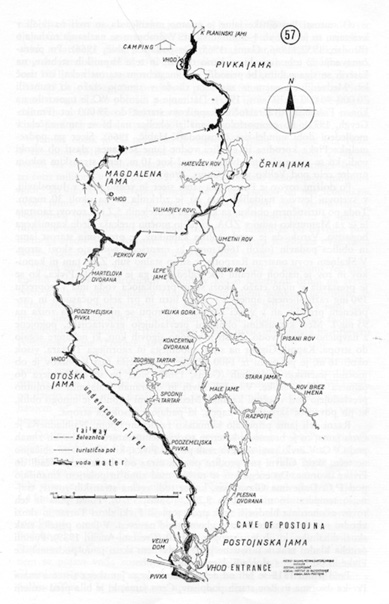 57
K PLANINSKI JAMI
CAMPING
VHOD
PIVKA JAMA
N
MATEVŽEV ROV
ČRNA JAMA
MAGDALENA
JAMA
VHOD
VILHARJEV ROV
UMETNI ROV
PERKOV ROV
MARTELOVA
DVORANA
LEPE
JAME
RUSKI ROV
PODZEMELJSKA
PIVKA
VELIKA GORA
KONCERTNA
DVORANA
PISANI ROV
VHOD
ZGORNJI TARTAR
OTOŠKA
JAMA
STARA JAMA
SPODNJI
TARTAR
MALE JAME
ROV BREZ
IMENA
RAZPOTJE
underground river
railway
železnica
turistična pot
voda water
PODZEMELJSKA
PIVKA
PLESNA
DVORANA
CAVE OF POSTOJNA
VELIKI
DOM
POSTOJNSKA JAMA
VHOD ENTRANCE
PIVKA